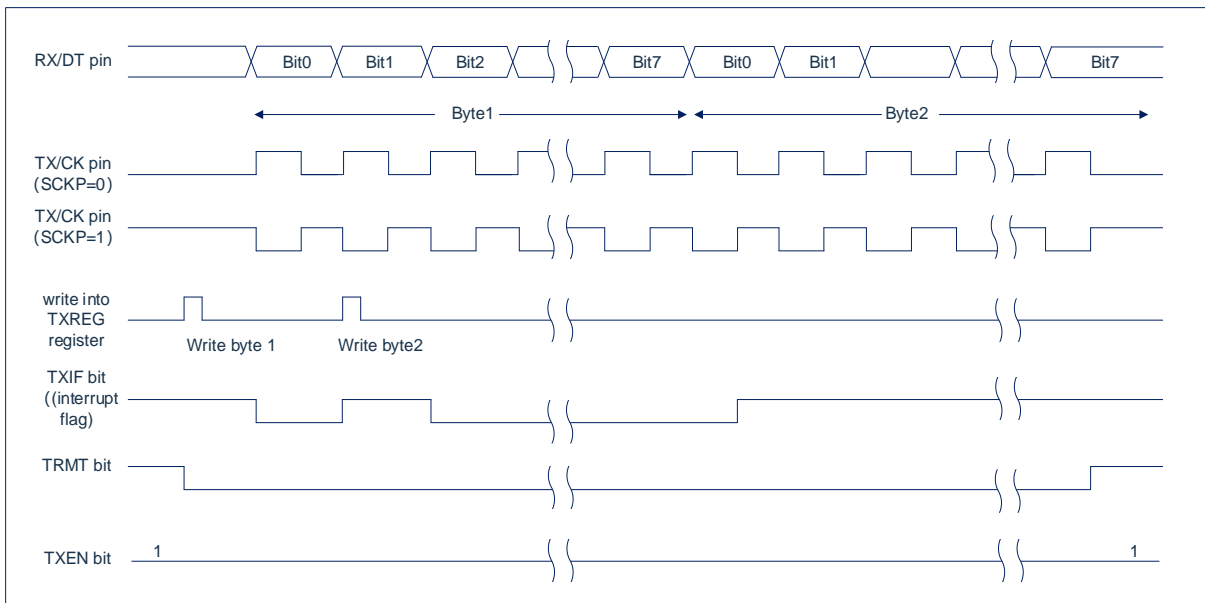 RX/DT pin
Bit0
Bit1
Bit2
Bit7
Bit0
Bit1
Bit7
Byte1
Byte2
TX/CK pin
(SCKP=0)
TX/CK pin
(SCKP=1)
write into
TXREG
register
Write byte 1
Write byte2
TXIF bit
((interrupt
flag)
TRMT bit
TXEN bit
1
1